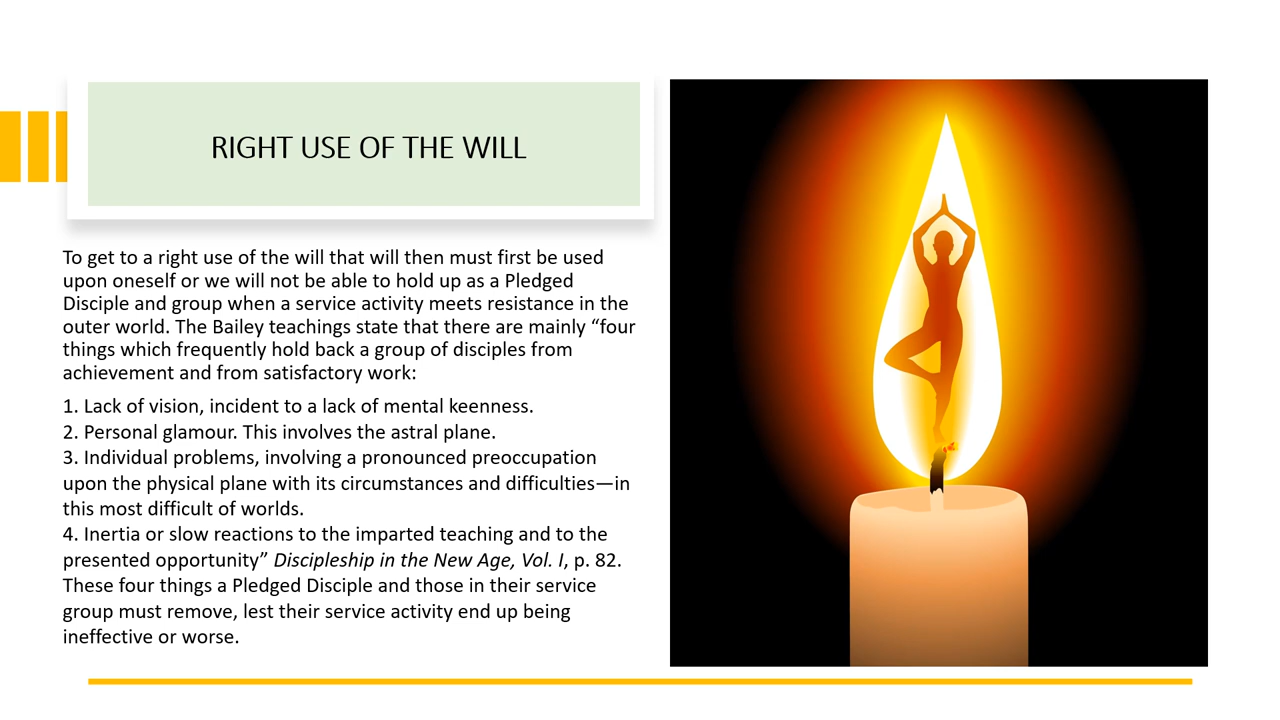 RIGHT USE OF THE WILL
To get to a right use of the will that will then must first be used
upon oneself or we will not be able to hold up as a Pledged
Disciple and group when a service activity meets resistance in the
outer world. The Bailey teachings state that there are mainly “four
things which frequently hold back a group of disciples from
achievement and from satisfactory work:
1. Lack of vision, incident to a lack of mental keenness.
2. Personal glamour. This involves the astral plane.
3. Individual problems, involving a pronounced preoccupation
upon the physical plane with its circumstances and difficulties—in
this most difficult of worlds.
4. Inertia or slow reactions to the imparted teaching and to the
presented opportunity” Discipleship in the New Age, Vol. I, p. 82.
These four things a Pledged Disciple and those in their service
group must remove, lest their service activity end up being
ineffective or worse.